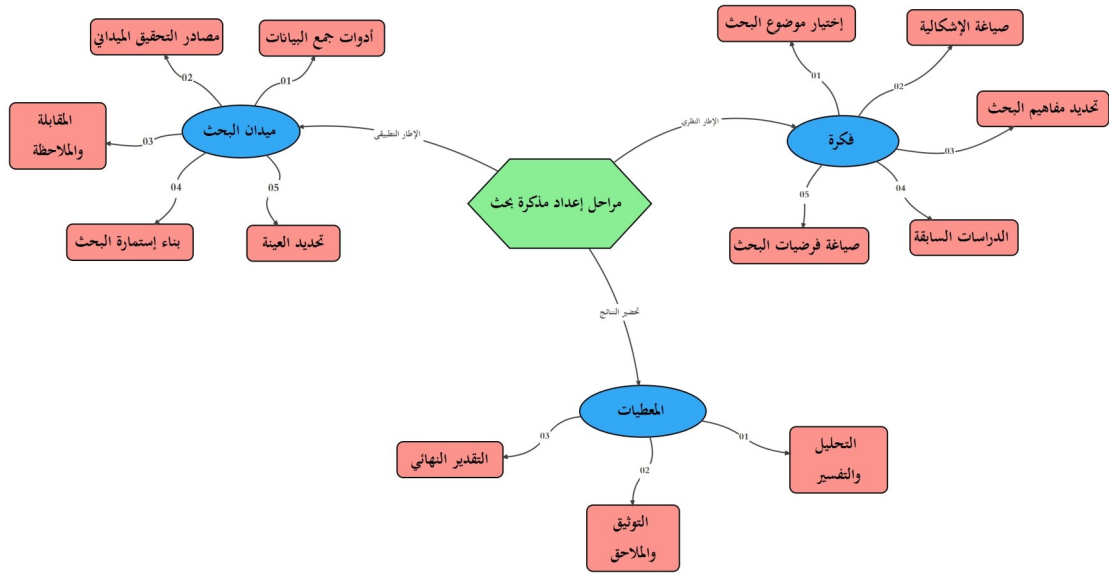 مراحل إعداد مذكرة بحث
الإطار النظري
فكرة
01
إختيار موضوع البحث
02
صياغة الإشكالية
03
تحديد مفاهيم البحث
04
الدراسات السابقة
05
صياغة فرضيات البحث
الإطار التطبيقي
ميدان البحث
01
أدوات جمع البيانات
02
مصادر التحقيق الميداني
03
المقابلة
والملاحظة
04
بناء إستمارة البحث
05
تحديد العينة
تحضير النتائج
المعطيات
01
التحليل
والتفسير
02
التوثيق
والملاحق
03
التقدير النهائي